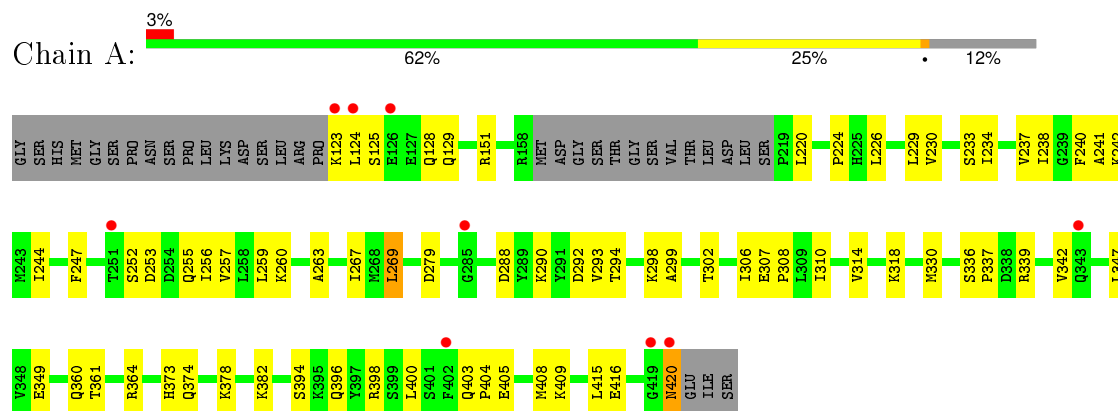 3%
Chain A:
62% 25% • 12%
GLY SER HIS MET GLY SER PRO ASN SER PRO LEU LYS ASP SER LEU ARG PRO K123 L124 S125 E126 E127 Q128 Q129 R151 R158 MET ASP GLY SER THR GLY SER VAL THR LEU ASP LEU SER P219 L220 P224 H225 L226 L229 V230 S233 I234 V237 I238 G239 F240 A241 K242
M243 I244 F247 T251 S252 D253 D254 Q255 I256 V257 L258 L259 K260 A263 I267 M268 L269 D279 G285 D288 Y289 K290 Y291 D292 V293 T294 K298 A299 T302 I306 E307 P308 L309 I310 V314 K318 M330 S336 P337 D338 R339 V342 Q343 L347
V348 E349 Q360 T361 R364 H373 Q374 K378 K382 S394 K395 Q396 Y397 R398 S399 L400 S401 F402 Q403 P404 E405 M408 K409 L415 E416 G419 N420 GLU ILE SER